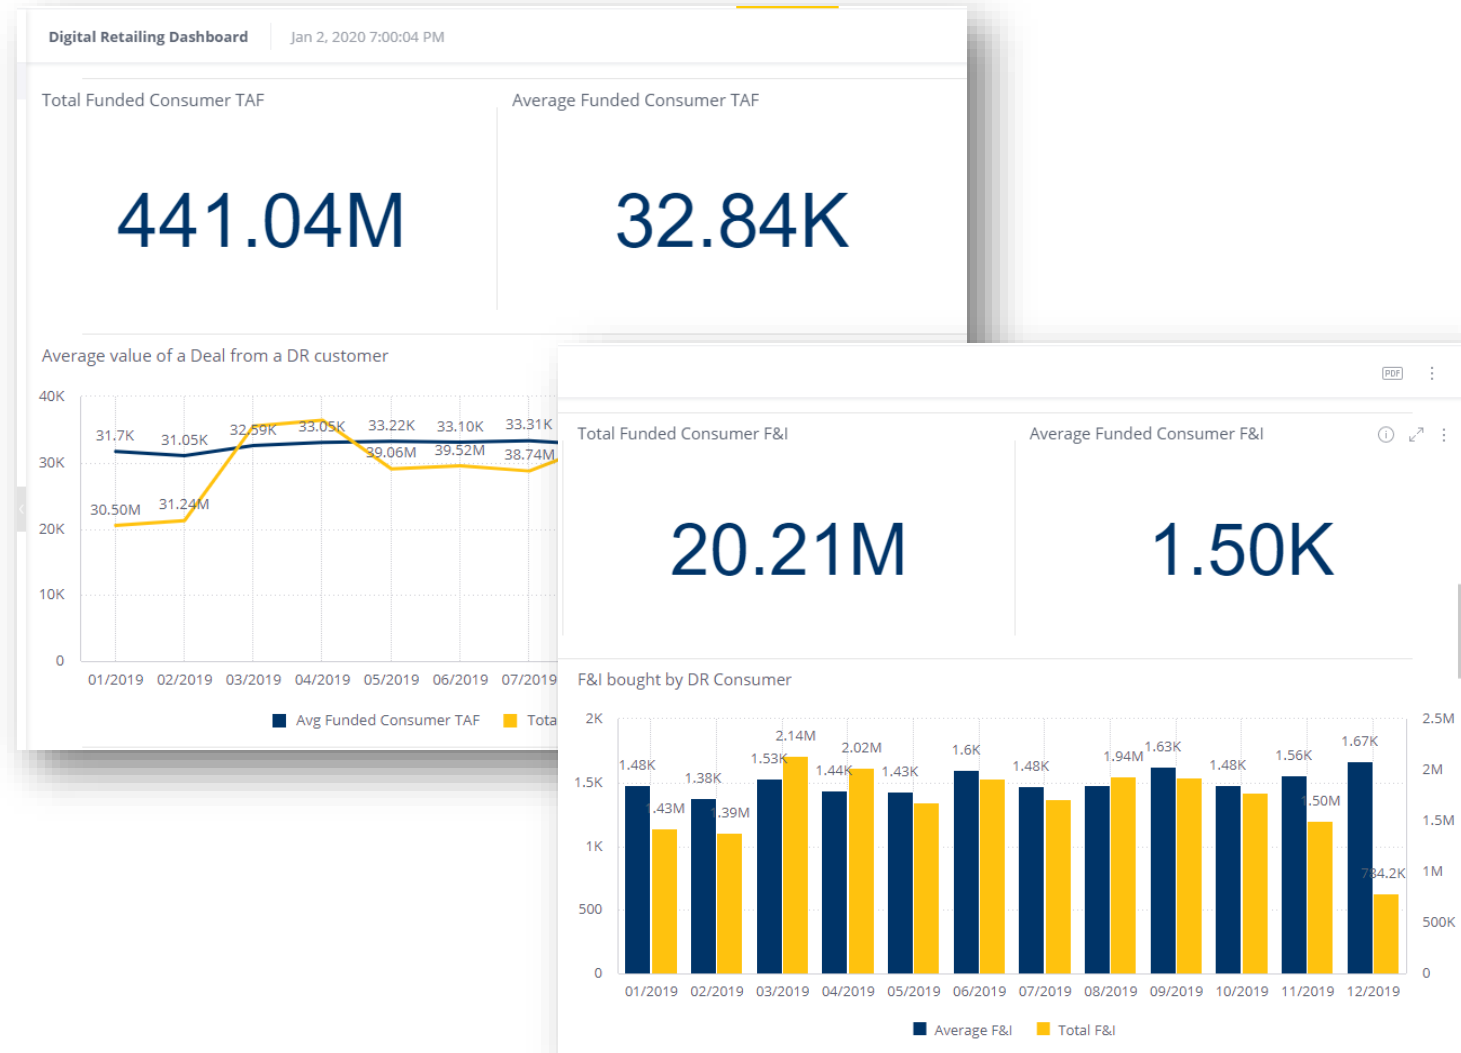 Digital Retailing Dashboard
Jan 2, 2020 7:00:04 PM
Total Funded Consumer TAF
Average Funded Consumer TAF
441.04M
32.84K
Average value of a Deal from a DR customer
40K
30K
20K
10K
0
31.7K 31.05K 32.59K 33.05K 33.22K 33.10K 33.31K
30.50M 31.24M 39.06M 39.52M 38.74M
01/2019 02/2019 03/2019 04/2019 05/2019 06/2019 07/2019
Avg Funded Consumer TAF Tota
PDF
Total Funded Consumer F&I
Average Funded Consumer F&I
20.21M
1.50K
F&I bought by DR Consumer
2K
1.5K
1K
500
0
1.48K 1.38K 1.53K 1.44K 1.43K 1.6K 1.48K 1.63K 1.48K 1.56K 1.67K
1.43M 1.39M 2.14M 2.02M 1.94M 1.50M 784.2K
2.5M
2M
1.5M
1M
500K
0
01/2019 02/2019 03/2019 04/2019 05/2019 06/2019 07/2019 08/2019 09/2019 10/2019 11/2019 12/2019
Average F&I Total F&I